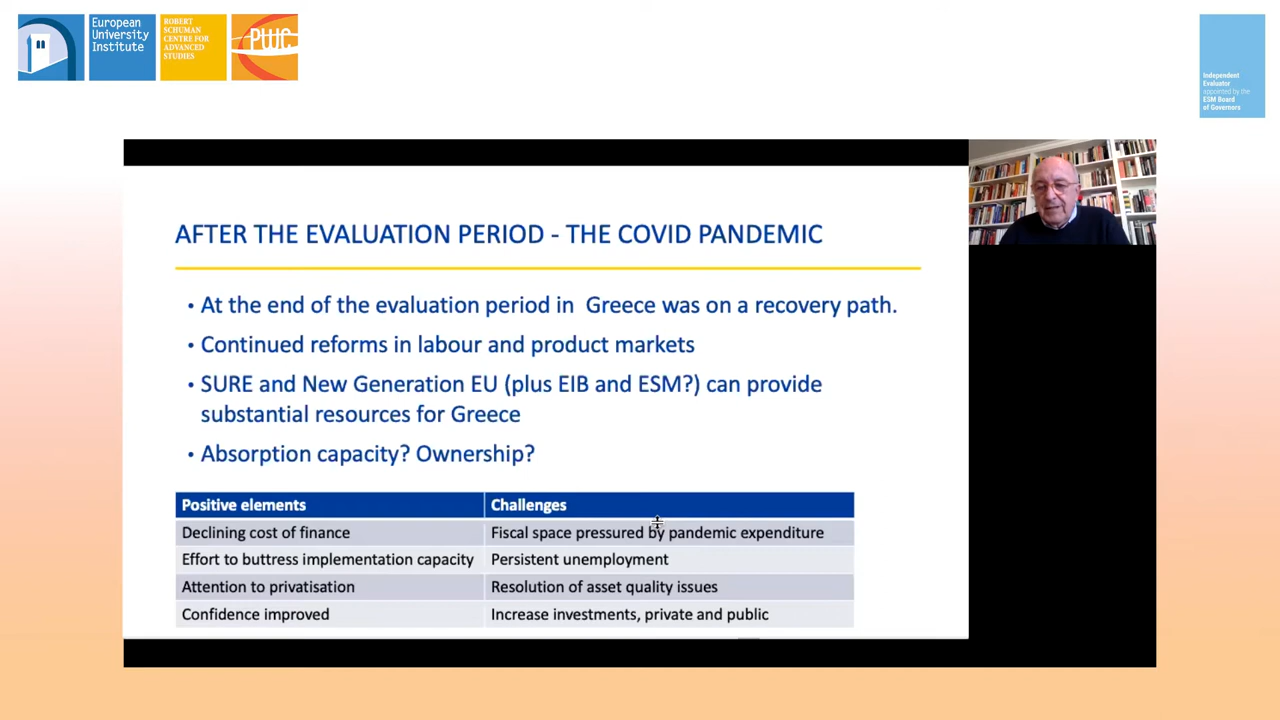 European
University
Institute
ROBERT
SCHUMAN
CENTRE FOR
ADVANCED
STUDIES
PWC
Independent
Evaluator
appointed by the
ESM Board
of Governors
AFTER THE EVALUATION PERIOD - THE COVID PANDEMIC
• At the end of the evaluation period in Greece was on a recovery path.
• Continued reforms in labour and product markets
• SURE and New Generation EU (plus EIB and ESM?) can provide
substantial resources for Greece
• Absorption capacity? Ownership?
Positive elements Challenges
Declining cost of finance Fiscal space pressured by pandemic expenditure
Effort to buttress implementation capacity Persistent unemployment
Attention to privatisation Resolution of asset quality issues
Confidence improved Increase investments, private and public